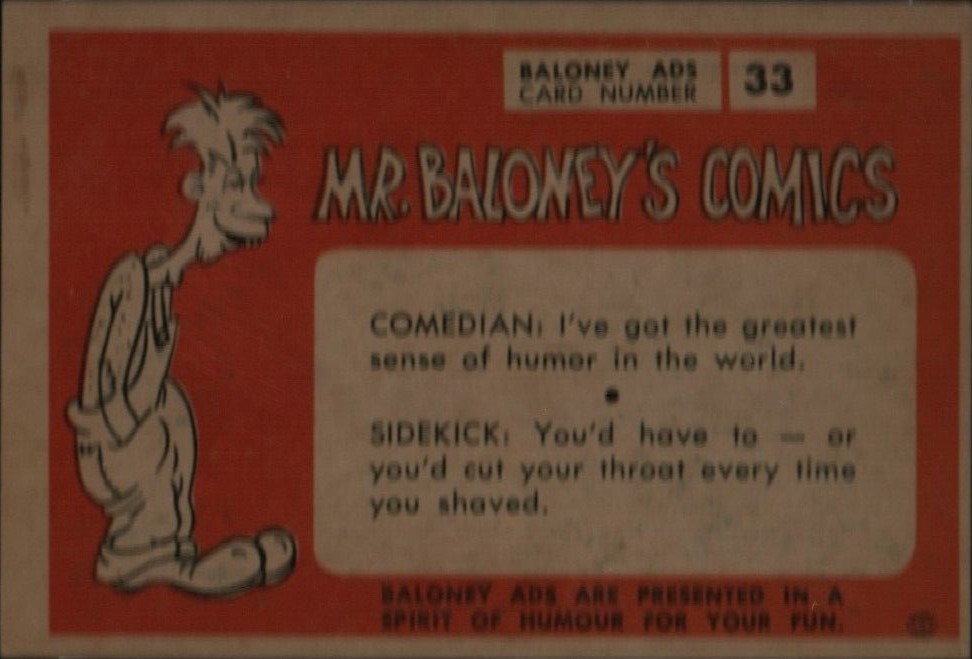 BALONEY ADS
CARD NUMBER
33
MR. BALONEY'S COMICS
COMEDIAN: I've got the greatest
sense of humor in the world.
•
SIDEKICK: You'd have to — or
you'd cut your throat every time
you shaved.
BALONEY ADS ARE PRESENTED IN A
SPIRIT OF HUMOUR FOR YOUR FUN.